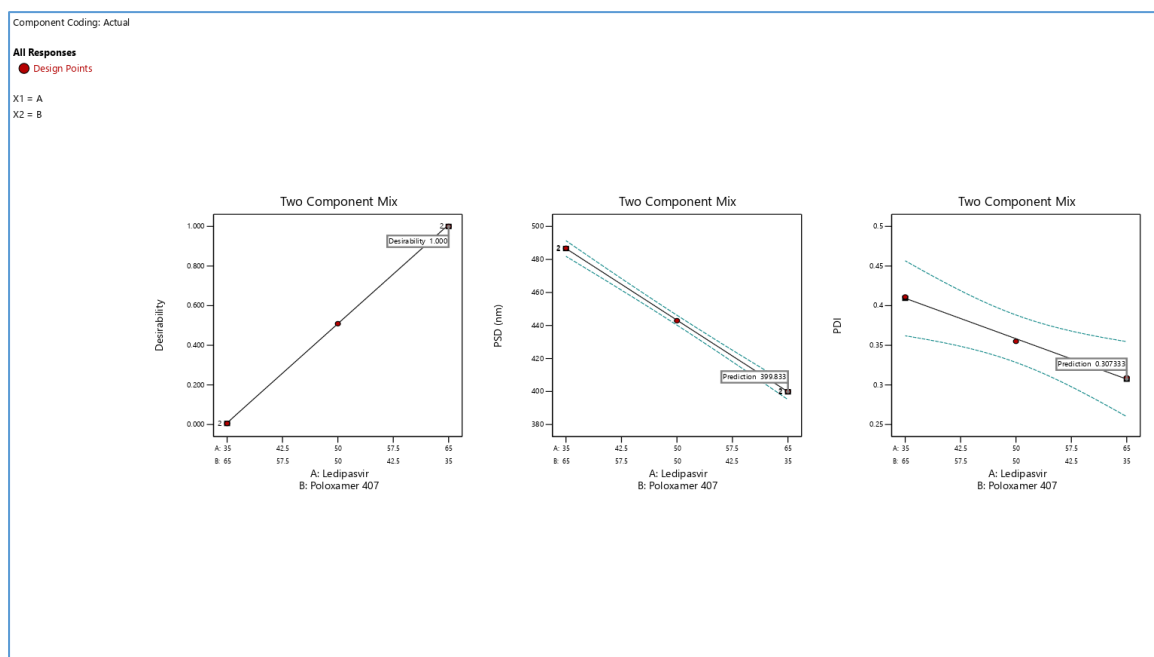 Component Coding: Actual
All Responses
Design Points
X1 = A
X2 = B
Two Component Mix
Desirability
1.000
0.800
0.600
0.400
0.200
0.000
2
2
Desirability 1.000
A: 35 42.5 50 57.5 65
B: 65 57.5 50 42.5 35
A: Ledipasvir
B: Poloxamer 407
Two Component Mix
PSD (nm)
500
480
460
440
420
400
380
2
2
Prediction 399.833
A: 35 42.5 50 57.5 65
B: 65 57.5 50 42.5 35
A: Ledipasvir
B: Poloxamer 407
Two Component Mix
PDI
0.5
0.45
0.4
0.35
0.3
0.25
Prediction 0.307333
A: 35 42.5 50 57.5 65
B: 65 57.5 50 42.5 35
A: Ledipasvir
B: Poloxamer 407